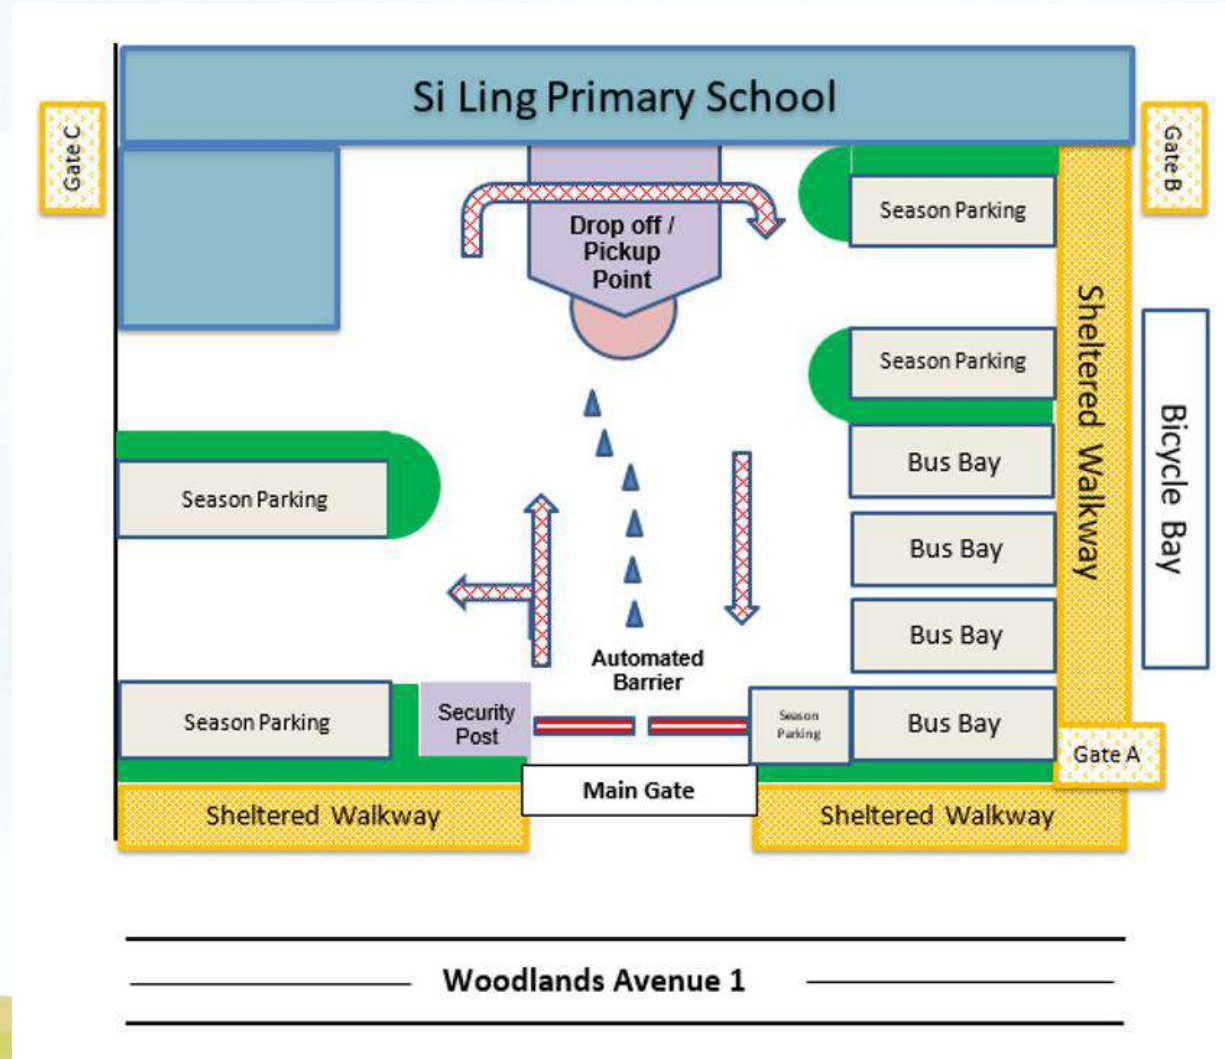 Si Ling Primary School
Gate C
Gate B
Season Parking
Drop off /
Pickup
Point
Season Parking
Sheltered Walkway
Bicycle Bay
Bus Bay
Season Parking
Bus Bay
Bus Bay
Automated
Barrier
Season Parking
Security
Post
Season
Parking
Bus Bay
Gate A
Main Gate
Sheltered Walkway
Sheltered Walkway
Woodlands Avenue 1